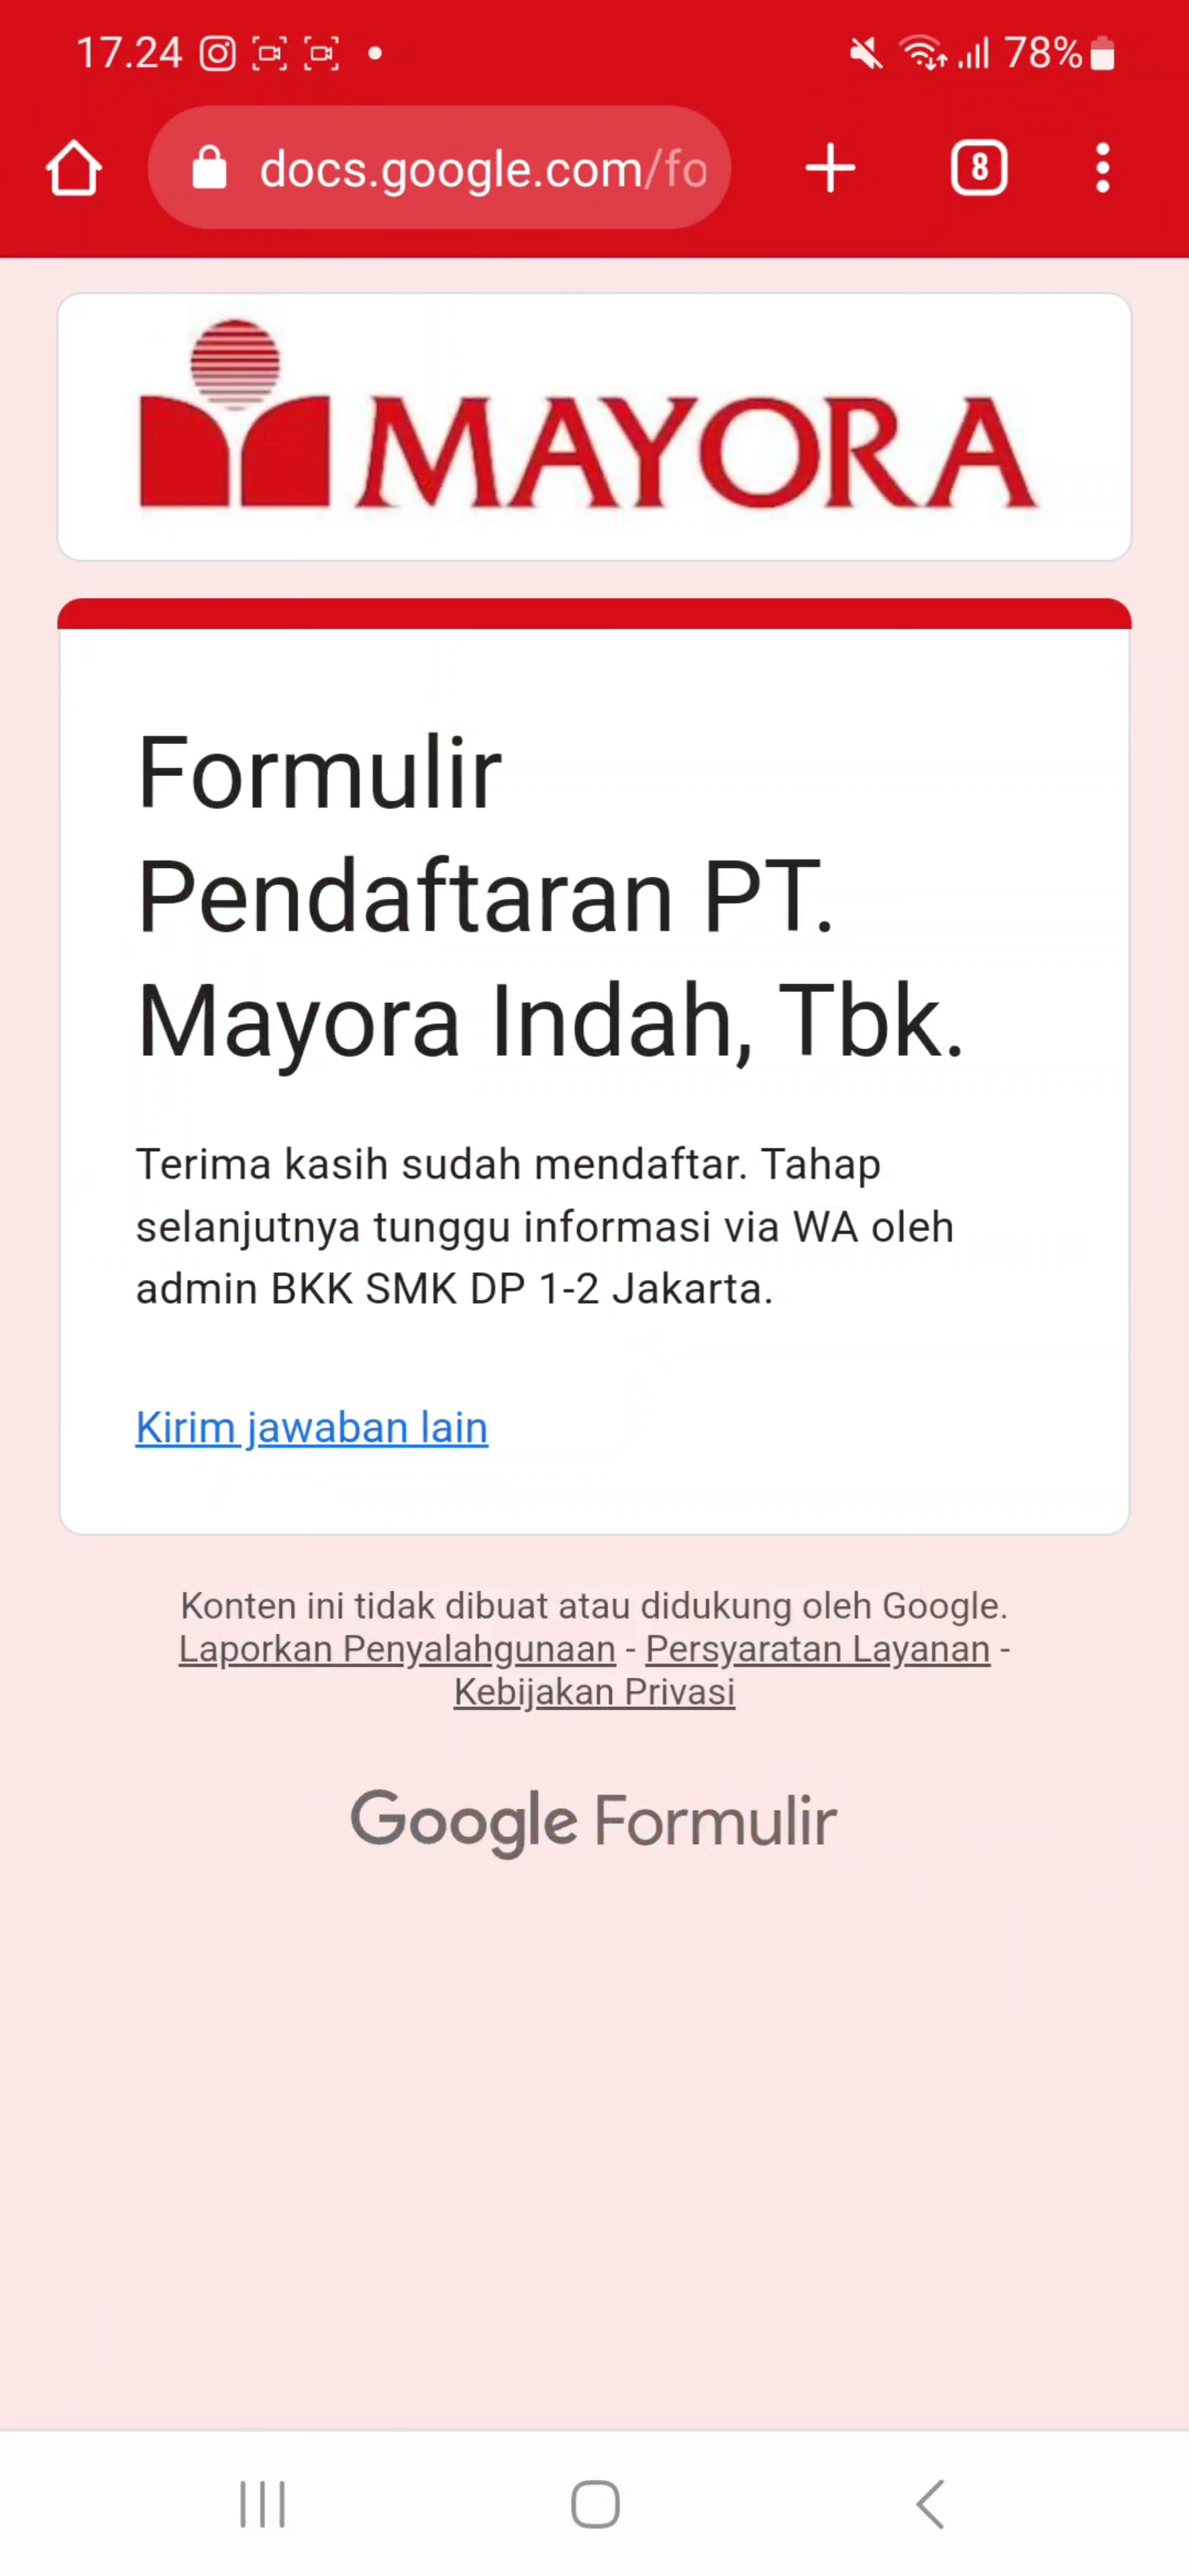 17.24
78%
docs.google.com/fo
8
MAYORA
Formulir
Pendaftaran PT.
Mayora Indah, Tbk.
Terima kasih sudah mendaftar. Tahap
selanjutnya tunggu informasi via WA oleh
admin BKK SMK DP 1-2 Jakarta.
Kirim jawaban lain
Konten ini tidak dibuat atau didukung oleh Google.
Laporkan Penyalahgunaan - Persyaratan Layanan -
Kebijakan Privasi
Google Formulir